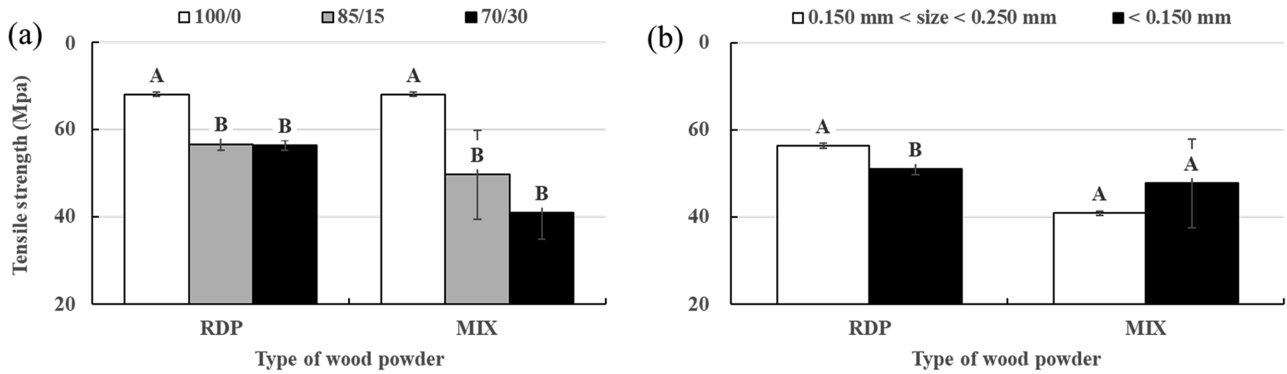 (a)
100/0 85/15 70/30
Tensile strength (Mpa)
0
60
40
20
A B B A B B
RDP MIX
Type of wood powder
(b)
0.150 mm < size < 0.250 mm < 0.150 mm
0
60
40
20
A B A A
RDP MIX
Type of wood powder